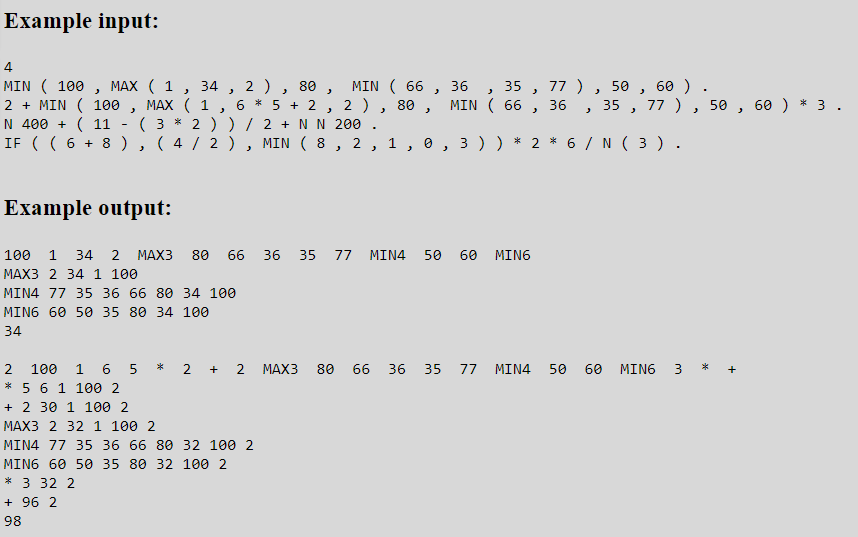 Example input:
4
MIN ( 100 , MAX ( 1 , 34 , 2 ) , 80 ,  MIN ( 66 , 36  , 35 , 77 ) , 50 , 60 ) .
2 + MIN ( 100 , MAX ( 1 , 6 * 5 + 2 , 2 ) , 80 ,  MIN ( 66 , 36  , 35 , 77 ) , 50 , 60 ) * 3 .
N 400 + ( 11 - ( 3 * 2 ) ) / 2 + N N 200 .
IF ( ( 6 + 8 ) , ( 4 / 2 ) , MIN ( 8 , 2 , 1 , 0 , 3 ) ) * 2 * 6 / N ( 3 ) .
Example output:
100  1  34  2  MAX3  80  66  36  35  77  MIN4  50  60  MIN6
MAX3 2 34 1 100
MIN4 77 35 36 66 80 34 100
MIN6 60 50 35 80 34 100
34
2  100  1  6  5  *  2  +  2  MAX3  80  66  36  35  77  MIN4  50  60  MIN6  3  *  +
* 5 6 1 100 2
+ 2 30 1 100 2
MAX3 2 32 1 100 2
MIN4 77 35 36 66 80 32 100 2
MIN6 60 50 35 80 32 100 2
* 3 32 2
+ 96 2
98